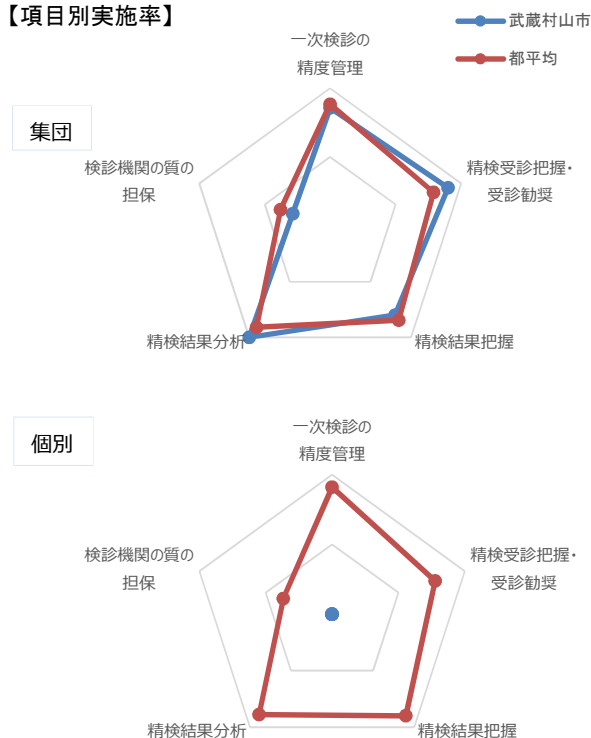 【項目別実施率】
武蔵村山市
都平均
集団
一次検診の
精度管理
精検受診把握・
受診勧奨
精検結果把握
精検結果分析
検診機関の質の
担保
個別
一次検診の
精度管理
精検受診把握・
受診勧奨
精検結果把握
精検結果分析
検診機関の質の
担保